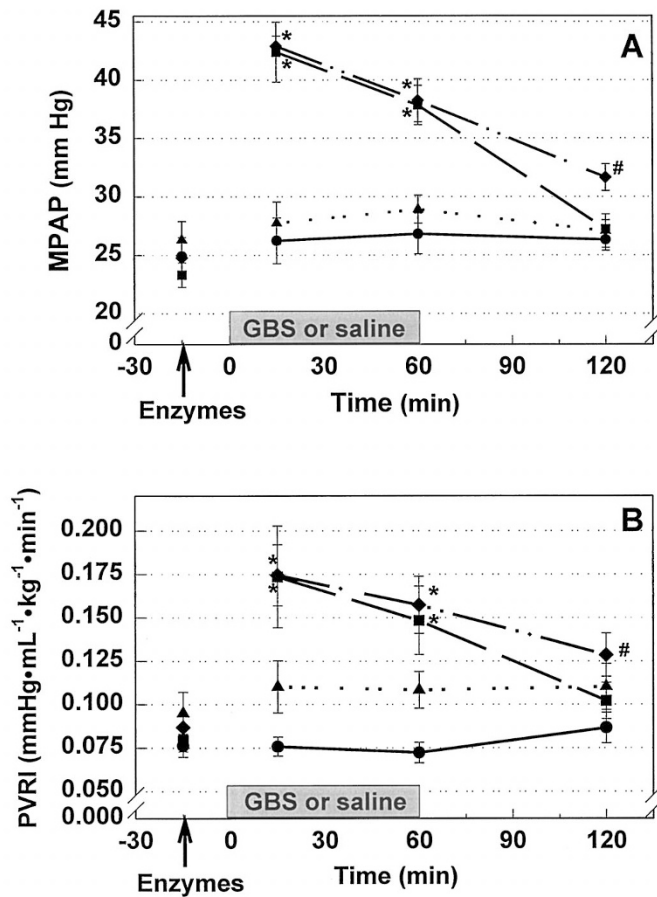 A
MPAP (mm Hg)
45
40
35
30
25
20
0
*
*
*
*
#
GBS or saline
-30 0 30 60 90 120
Enzymes
Time (min)
B
PVRI (mmHg•mL⁻¹•kg⁻¹•min⁻¹)
0.200
0.175
0.150
0.125
0.100
0.075
0.050
0.000
*
*
*
*
#
GBS or saline
-30 0 30 60 90 120
Enzymes
Time (min)